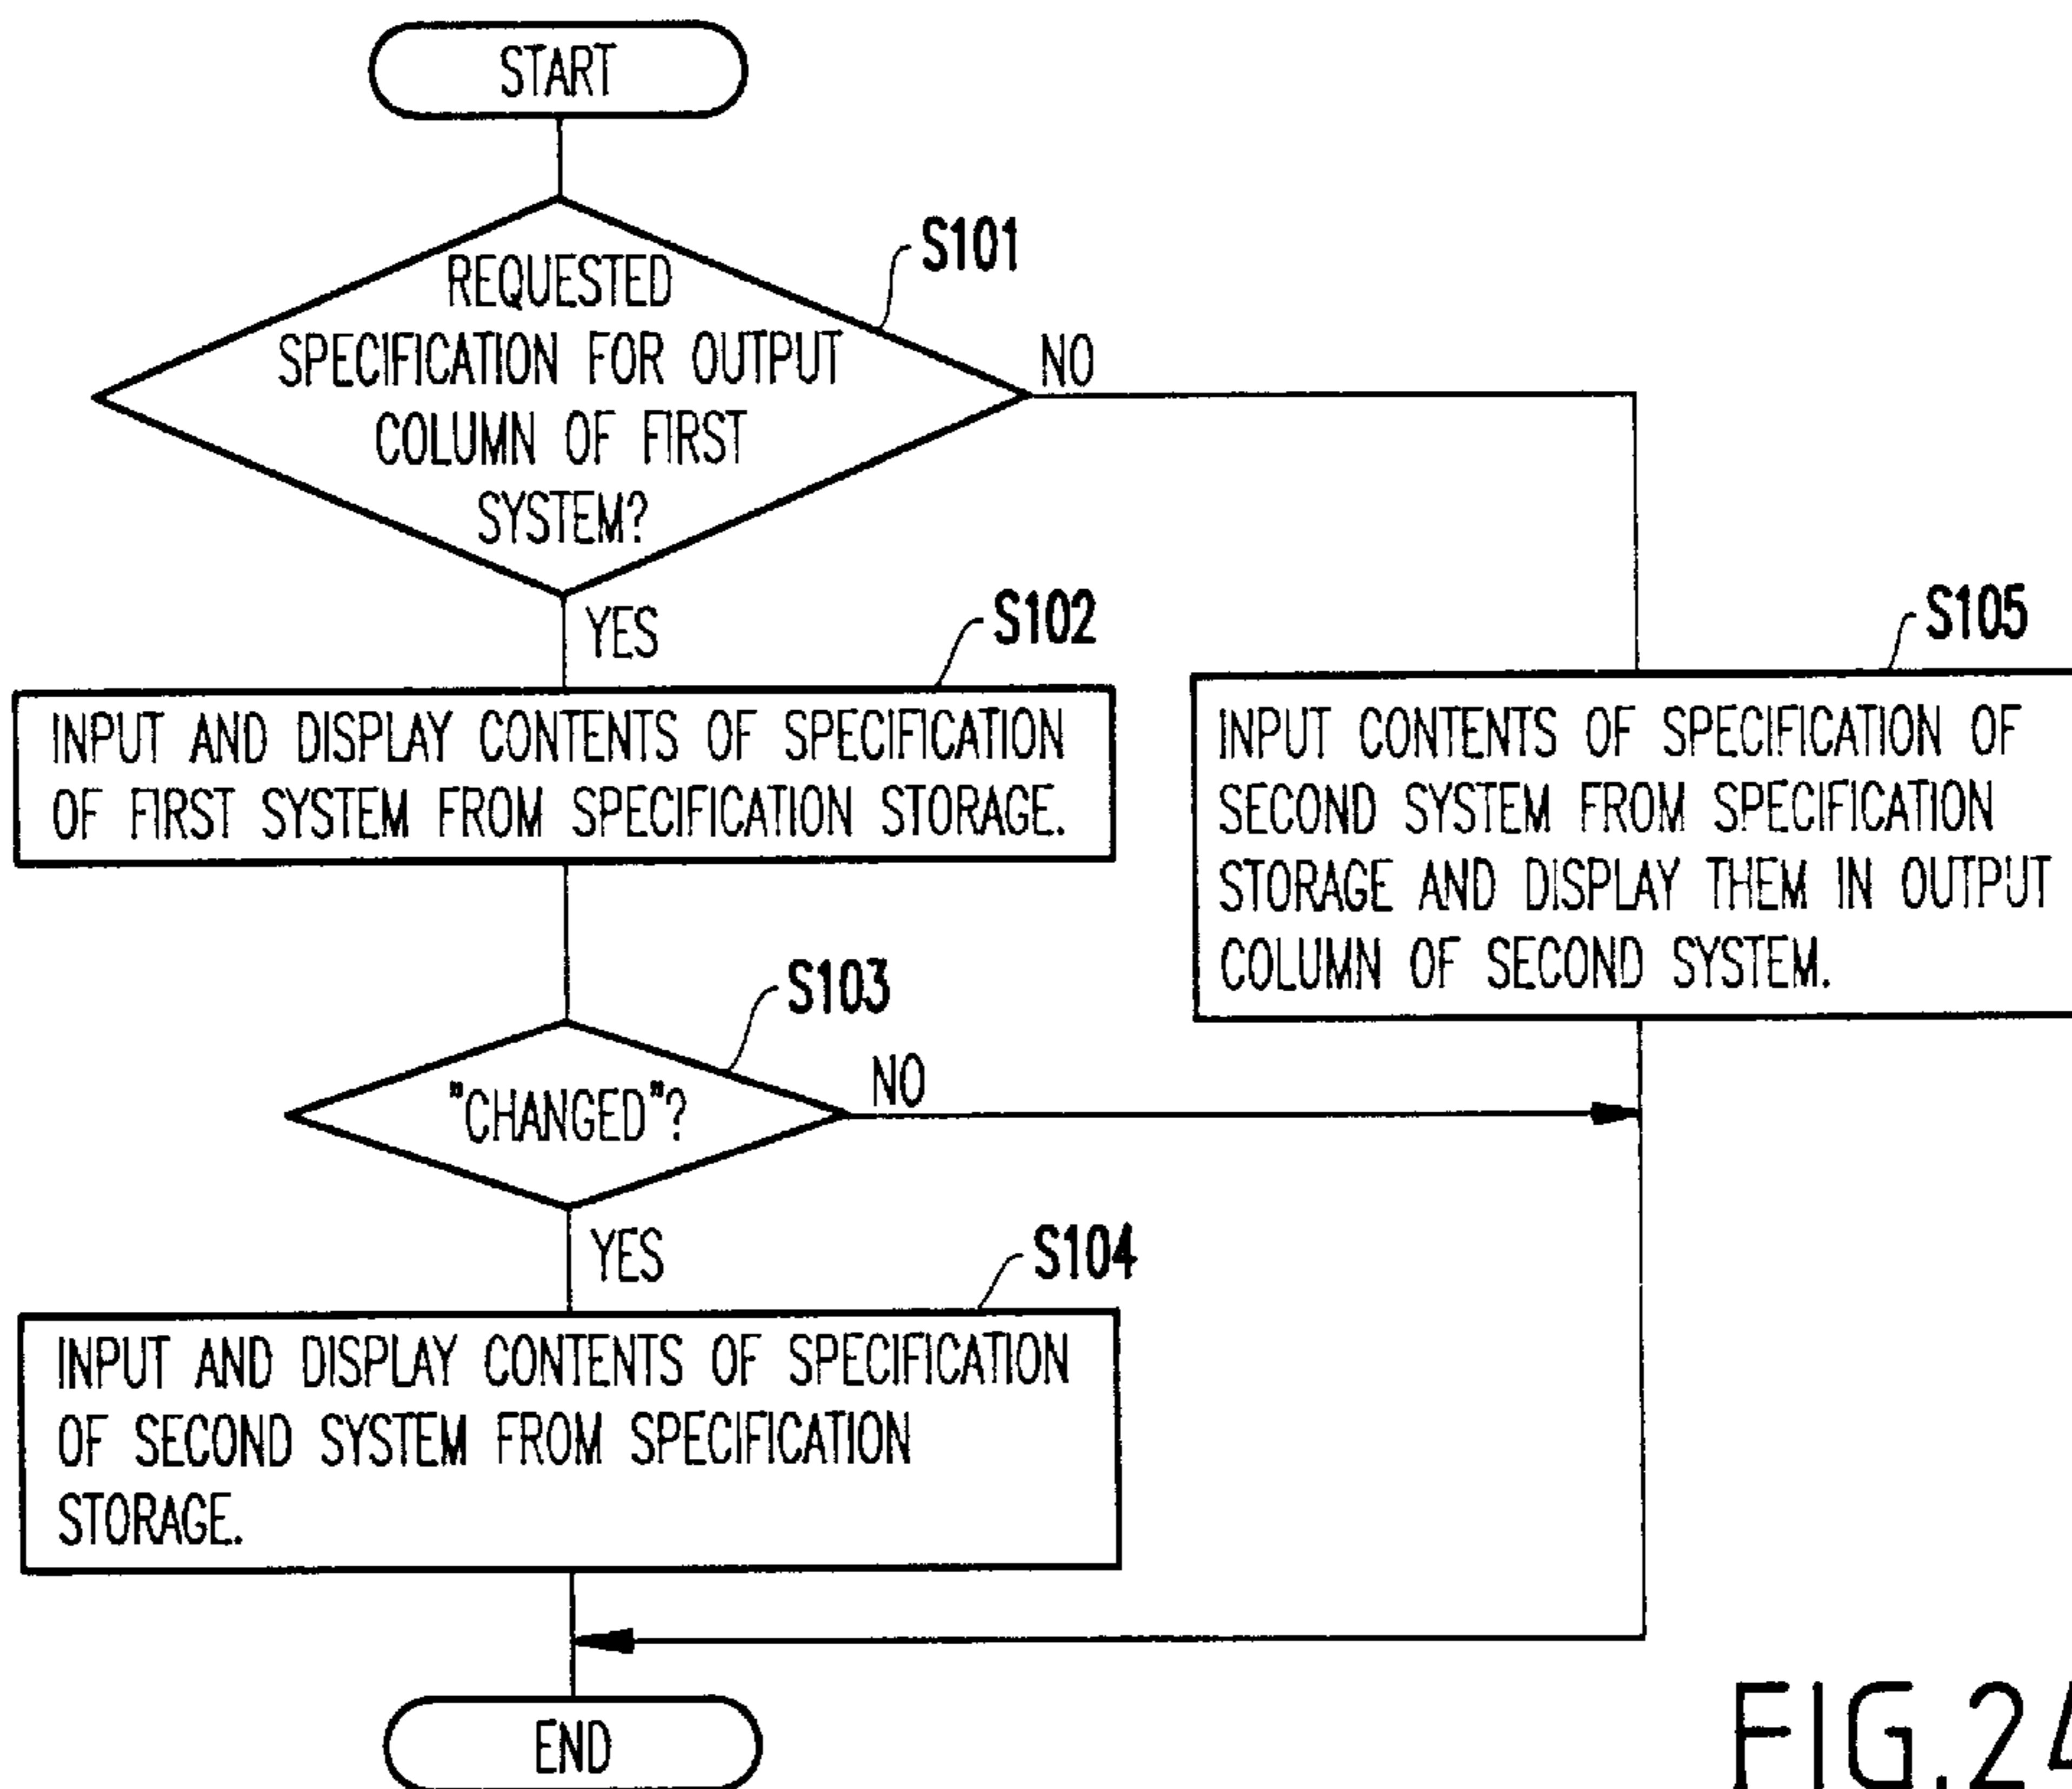 START
S101
REQUESTED
SPECIFICATION FOR OUTPUT
COLUMN OF FIRST
SYSTEM?
NO
YES
S102
INPUT AND DISPLAY CONTENTS OF SPECIFICATION
OF FIRST SYSTEM FROM SPECIFICATION STORAGE.
S105
INPUT CONTENTS OF SPECIFICATION OF
SECOND SYSTEM FROM SPECIFICATION
STORAGE AND DISPLAY THEM IN OUTPUT
COLUMN OF SECOND SYSTEM.
S103
"CHANGED"?
NO
YES
S104
INPUT AND DISPLAY CONTENTS OF SPECIFICATION
OF SECOND SYSTEM FROM SPECIFICATION
STORAGE.
END
FIG.24